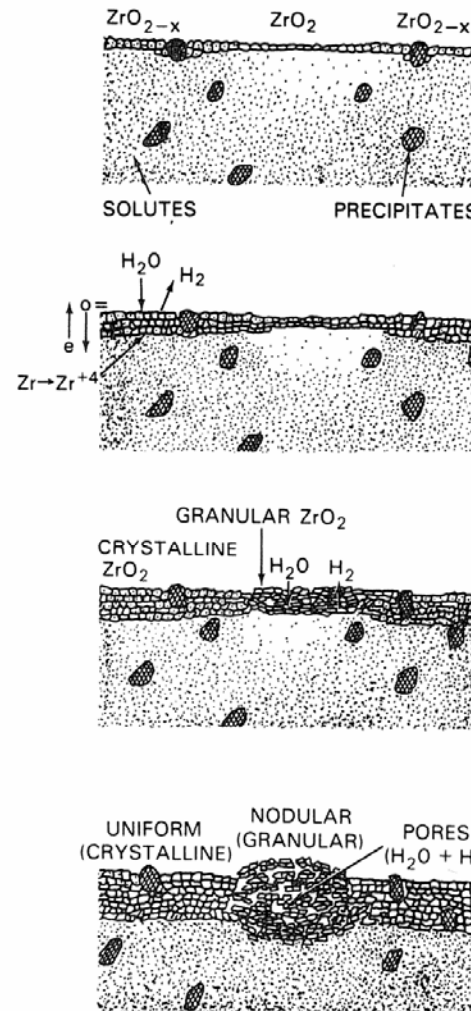 ZrO₂₋ₓ ZrO₂ ZrO₂₋ₓ
SOLUTES PRECIPITATES
H₂O H₂
O=
e
Zr→Zr⁺⁴
GRANULAR ZrO₂
CRYSTALLINE
ZrO₂ H₂O H₂
UNIFORM
(CRYSTALLINE)
NODULAR
(GRANULAR)
PORES
(H₂O + H